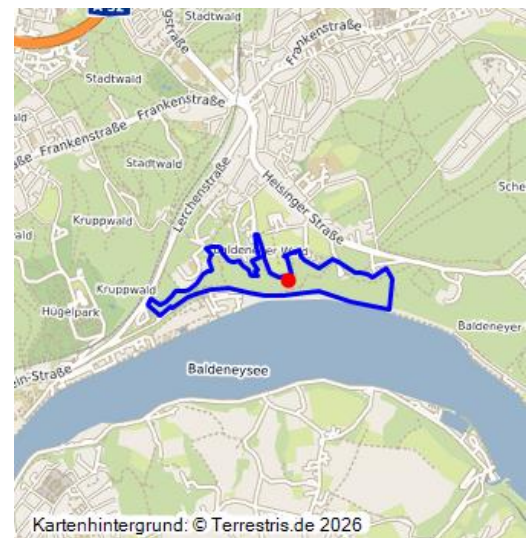 Stadtwald
Frankenstraße
Stadtwald
Frankenstraße
Frankenstraße
Lerchenstraße
Stadtwald
Heisinger Straße
Kruppwald
Kruppwald
Hügelpark
Baldeneyer
Baldeneysee
Kartenhintergrund: © Terrestris.de 2026